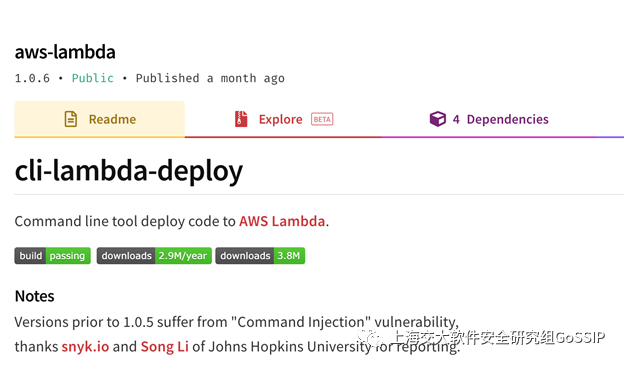 aws-lambda
1.0.6 • Public • Published a month ago
Readme
Explore BETA
4 Dependencies
cli-lambda-deploy
Command line tool deploy code to AWS Lambda.
build passing downloads 2.9M/year downloads 3.8M
Notes
Versions prior to 1.0.5 suffer from "Command Injection" vulnerability,
thanks snyk.io and Song Li of Johns Hopkins University for reporting.
上海交大软件安全研究组GoSSIP